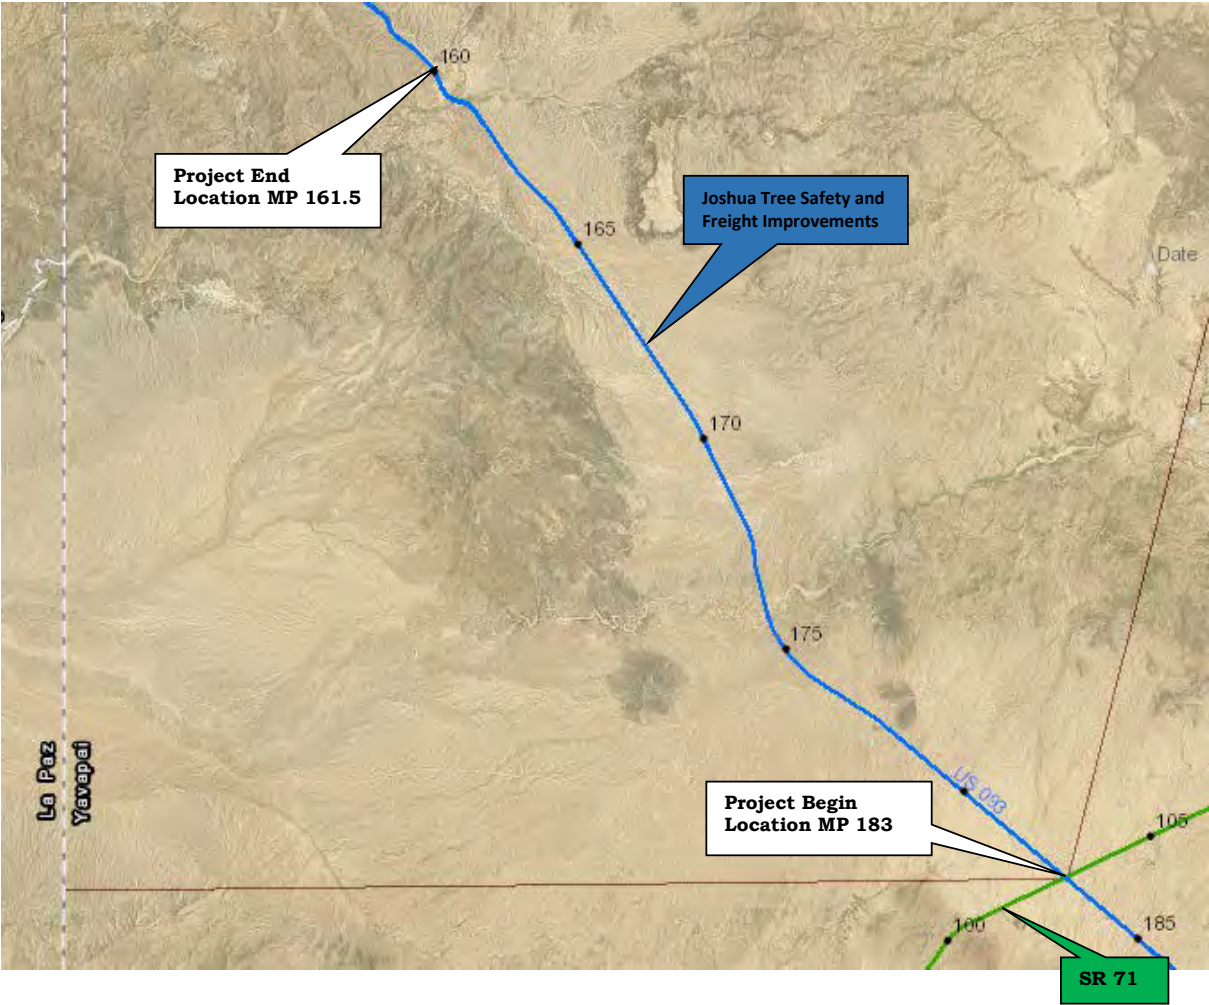 160
Project End
Location MP 161.5
Joshua Tree Safety and
Freight Improvements
165
Date
170
175
La Paz
Yavapai
US 093
Project Begin
Location MP 183
105
100
185
SR 71